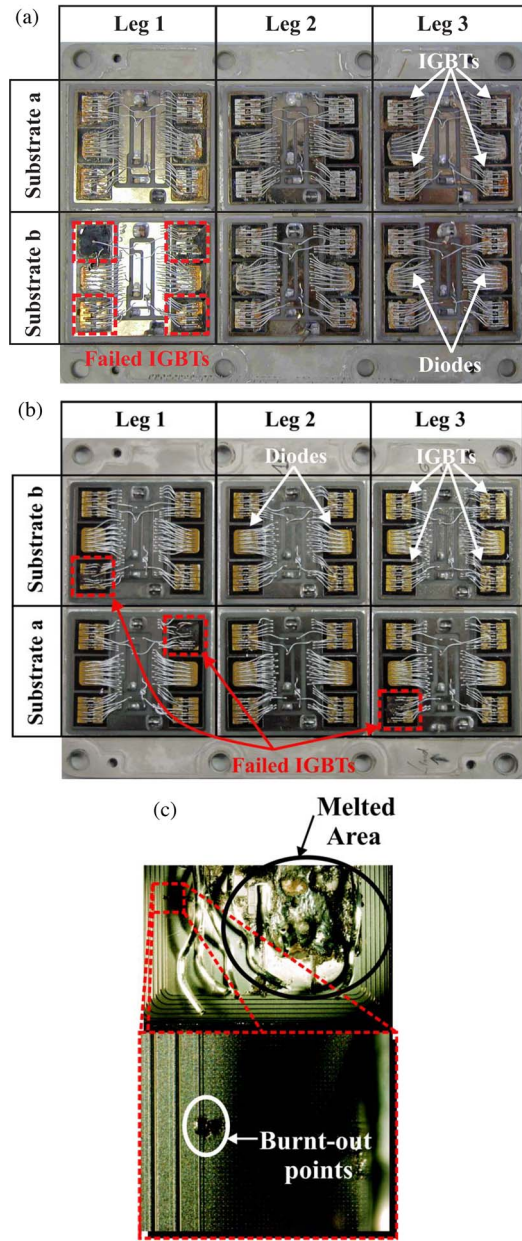 (a)
Leg 1
Leg 2
Leg 3
Substrate a
IGBTs
Substrate b
Failed IGBTs
Diodes
(b)
Leg 1
Leg 2
Leg 3
Substrate b
Diodes
IGBTs
Substrate a
Failed IGBTs
(c)
Melted
Area
Burnt-out
points